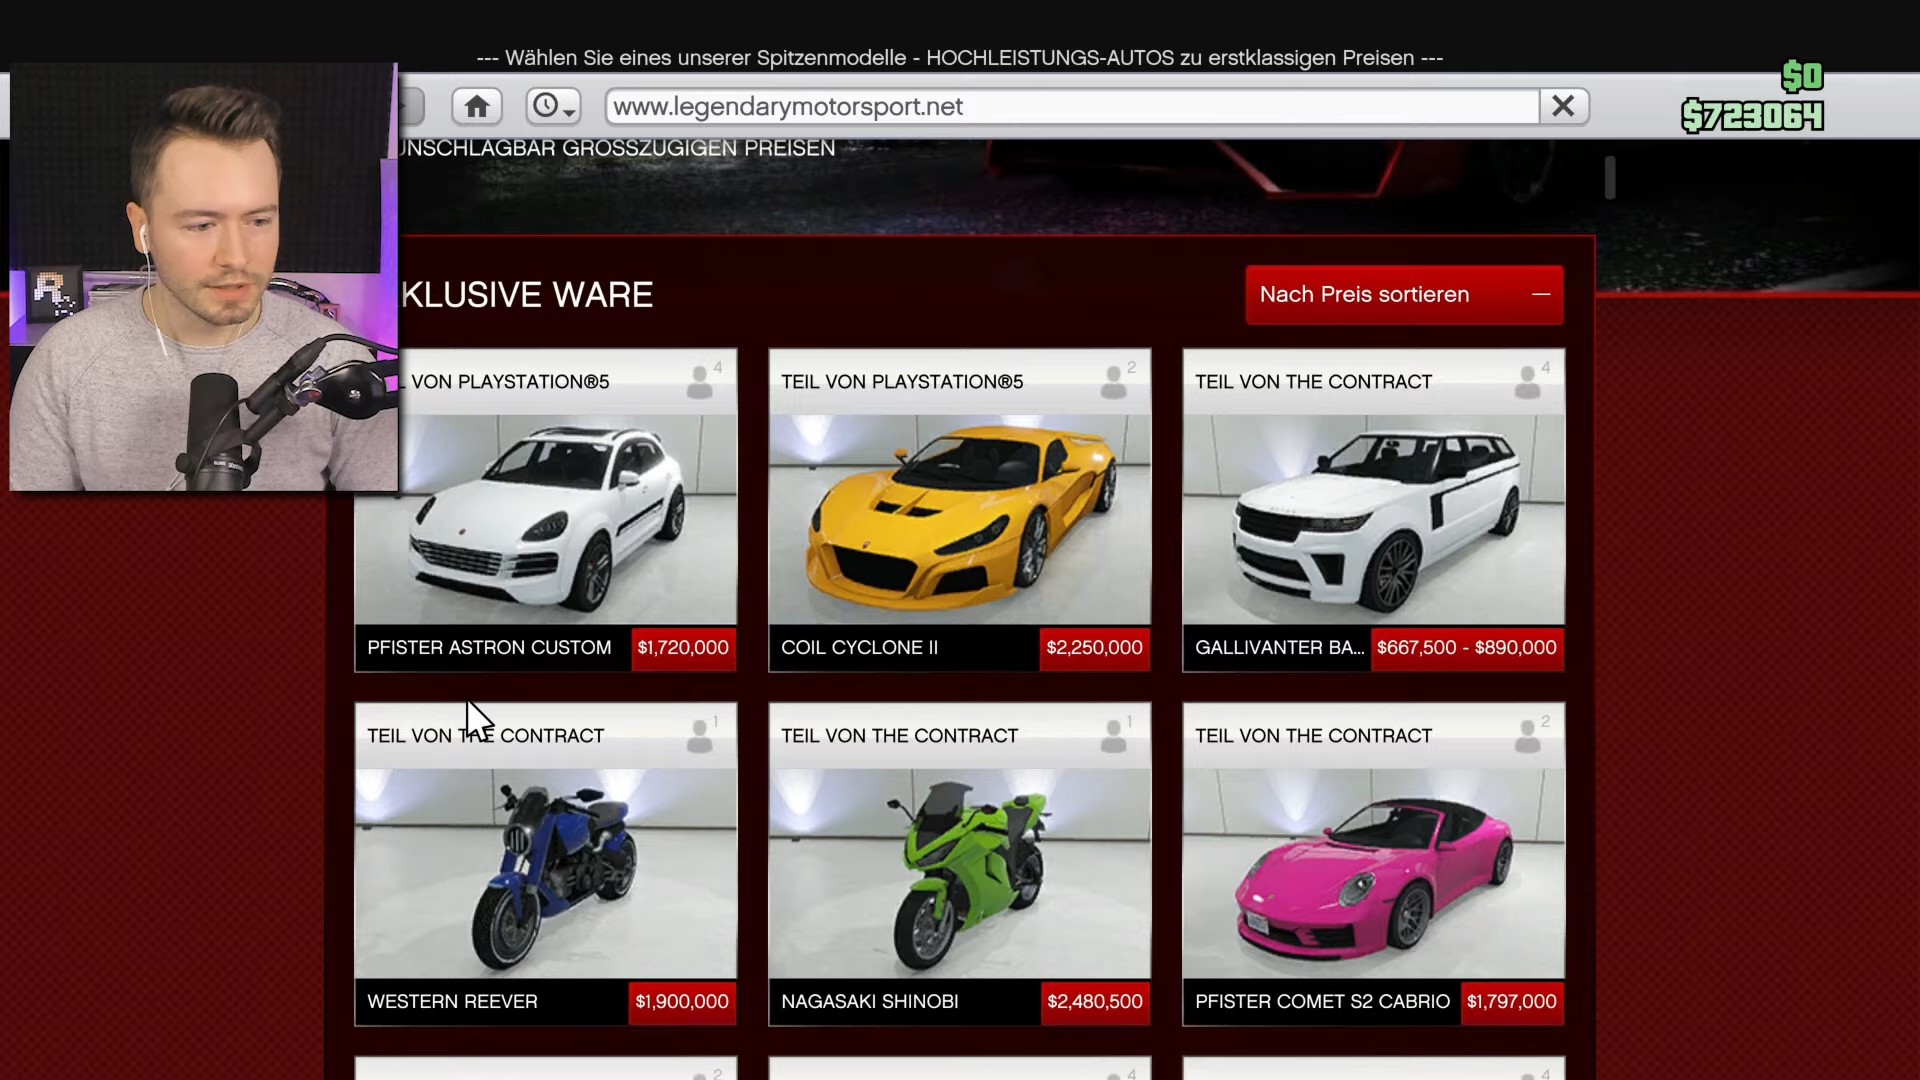 --- Wählen Sie eines unserer Spitzenmodelle - HOCHLEISTUNGS-AUTOS zu erstklassigen Preisen ---
$0
www.legendarymotorsport.net
$723064
UNSCHLAGBAR GROSSZÜGIGEN PREISEN
KLUSIVE WARE
Nach Preis sortieren
L VON PLAYSTATION®5
4
TEIL VON PLAYSTATION®5
2
TEIL VON THE CONTRACT
4
PFISTER ASTRON CUSTOM
$1,720,000
COIL CYCLONE II
$2,250,000
GALLIVANTER BA...
$667,500 - $890,000
TEIL VON THE CONTRACT
1
TEIL VON THE CONTRACT
1
TEIL VON THE CONTRACT
2
WESTERN REEVER
$1,900,000
NAGASAKI SHINOBI
$2,480,500
PFISTER COMET S2 CABRIO
$1,797,000
2
4
4